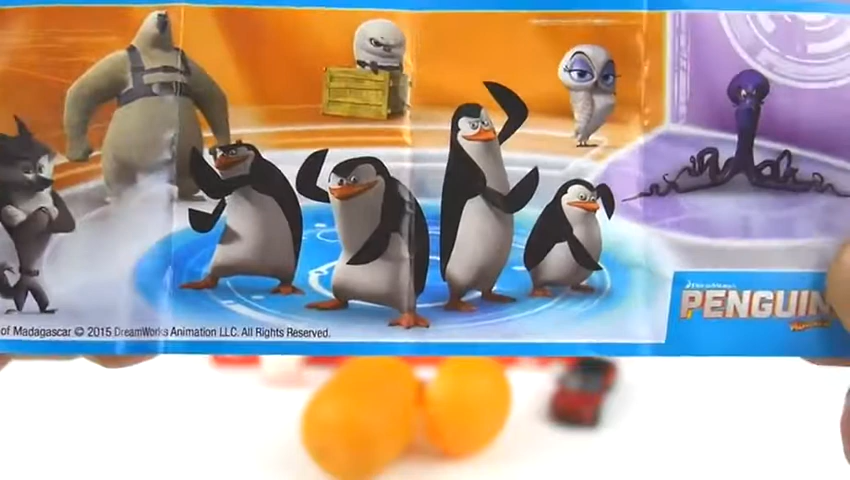 of Madagascar © 2015 DreamWorks Animation LLC. All Rights Reserved.
DREAMWORKS
PENGUIN